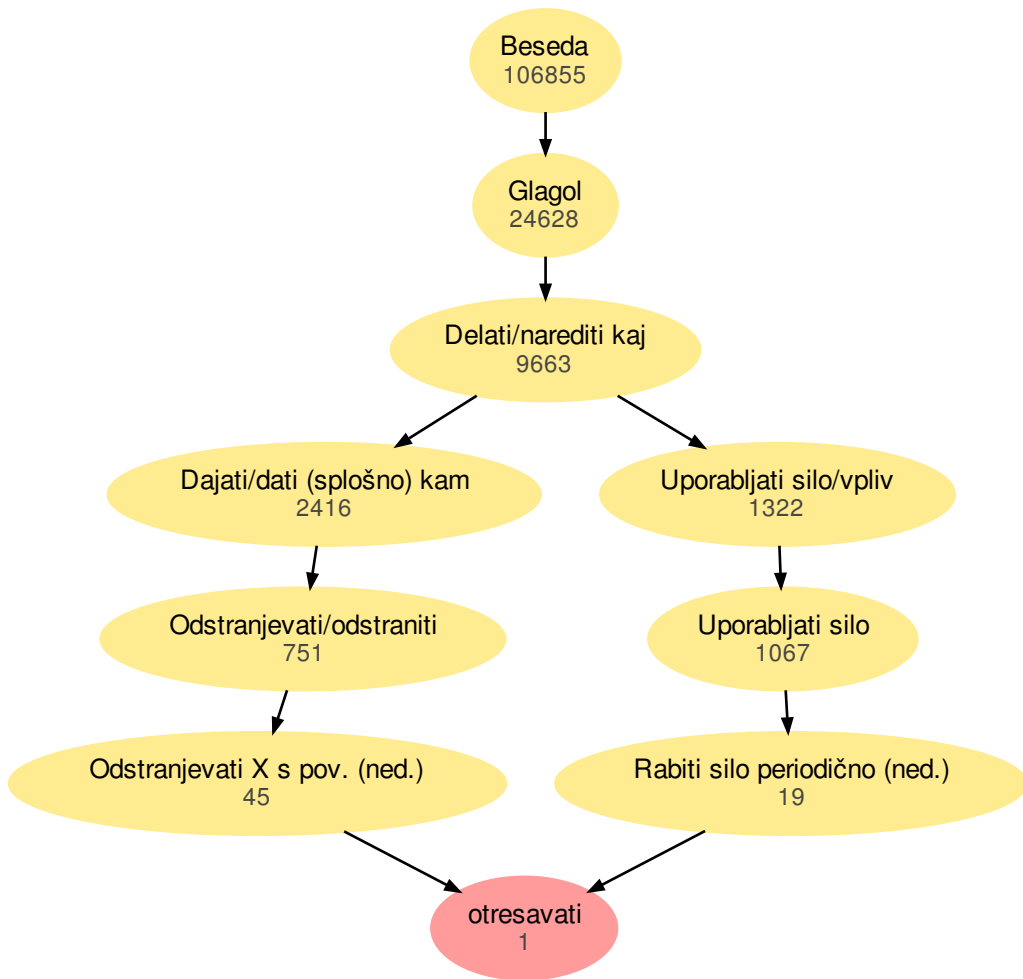 Beseda
106855
Glagol
24628
Delati/narediti kaj
9663
Dajati/dati (splošno) kam
2416
Uporabljati silo/vpliv
1322
Odstranjevati/odstraniti
751
Uporabljati silo
1067
Odstranjevati X s pov. (ned.)
45
Rabiti silo periodično (ned.)
19
otresavati
1